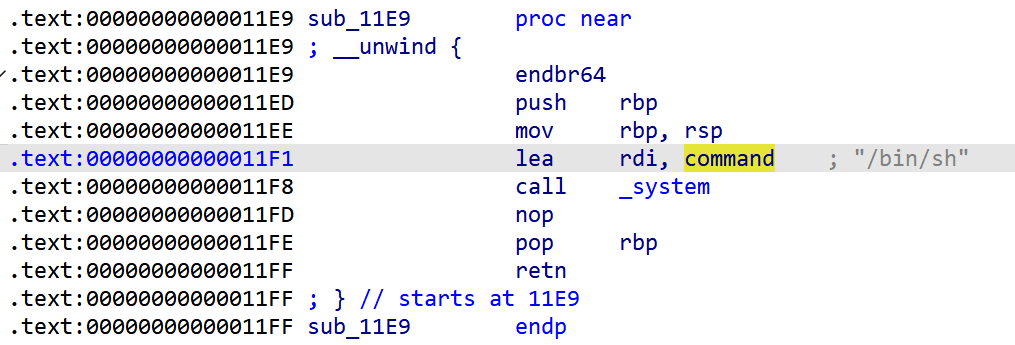 .text:00000000000011E9 sub_11E9        proc near
.text:00000000000011E9 ; __unwind {
.text:00000000000011E9                 endbr64
.text:00000000000011ED                 push    rbp
.text:00000000000011EE                 mov     rbp, rsp
.text:00000000000011F1                 lea     rdi, command    ; "/bin/sh"
.text:00000000000011F8                 call    _system
.text:00000000000011FD                 nop
.text:00000000000011FE                 pop     rbp
.text:00000000000011FF                 retn
.text:00000000000011FF ; } // starts at 11E9
.text:00000000000011FF sub_11E9        endp